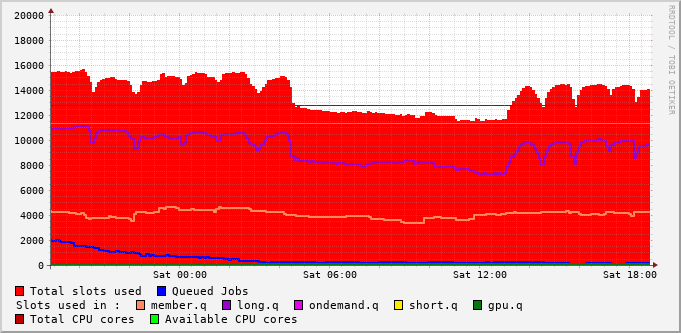 20000
18000
16000
14000
12000
10000
8000
6000
4000
2000
0
Sat 00:00 Sat 06:00 Sat 12:00 Sat 18:00
RRDTOOL / TOBI OETIKER
Total slots used Queued Jobs
Slots used in : member.q long.q ondemand.q short.q gpu.q
Total CPU cores Available CPU cores